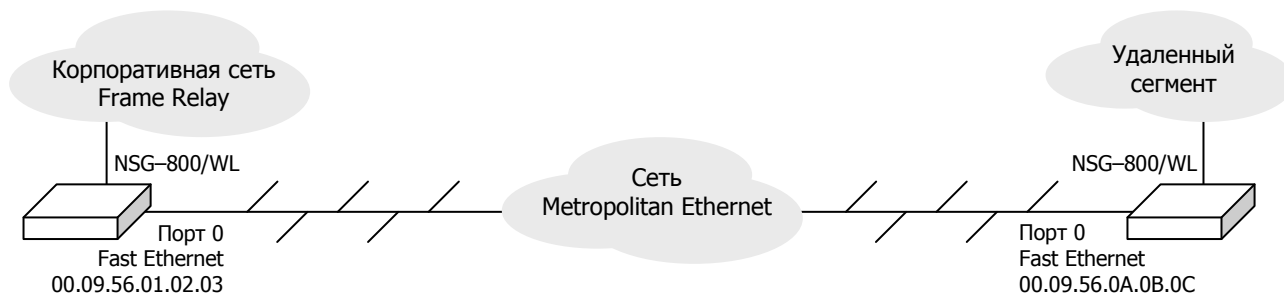 Корпоративная сеть
Frame Relay
NSG–800/WL
Порт 0
Fast Ethernet
00.09.56.01.02.03
Сеть
Metropolitan Ethernet
Удаленный
сегмент
NSG–800/WL
Порт 0
Fast Ethernet
00.09.56.0A.0B.0C